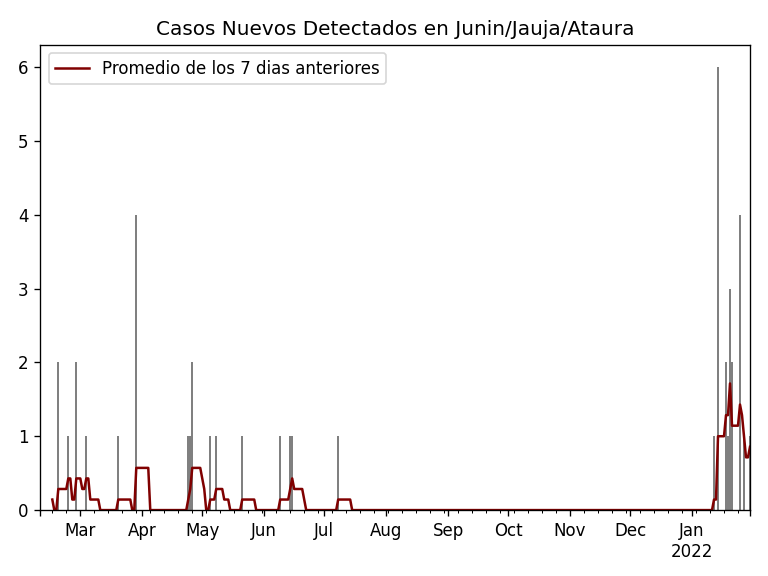 Casos Nuevos Detectados en Junin/Jauja/Ataura
Promedio de los 7 dias anteriores
6
5
4
3
2
1
0
Mar Apr May Jun Jul Aug Sep Oct Nov Dec Jan
2022